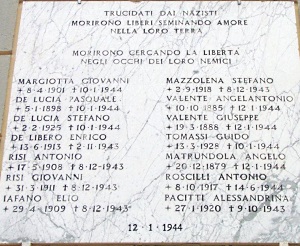 TRUCIDATI DAI NAZISTI
MORIRONO LIBERI SEMINANDO AMORE
NELLA LORO TERRA
MORIRONO CERCANDO LA LIBERTA
NEGLI OCCHI DEI LORO NEMICI
MARGIOTTA GIOVANNI
+ 8-4-1901 + 10-1-1944
DE LUCIA PASQUALE
+ 5-1-1898 + 10-1-1944
DE LUCIA STEFANO
+ 2-2-1925 + 10-1-1944
DE LIBERO ENRICO
+ 13-6-1913 + 2-11-1943
RISI ANTONIO
+ 17-5-1908 + 8-12-1943
RISI GIOVANNI
+ 31-3-1911 + 8-12-1943
IAFANO ELIO
+ 29-4-1909 + 8-12-1943
MAZZOLENA STEFANO
+ 2-9-1918 + 8-12-1943
VALENTE ANGELANTONIO
+ 10-10-1885 + 12-1-1944
VALENTE GIUSEPPE
+ 19-3-1888 + 12-1-1944
TOMASSI GUIDO
+ 13-3-1928 + 10-1-1944
MATRUNDOLA ANGELO
+ 20-12-1879 + 12-1-1944
ROSCILLI ANTONIO
+ 8-10-1917 + 14-6-1944
PACITTI ALESSANDRINA
+ 27-1-1920 + 9-10-1943
12-1-1944